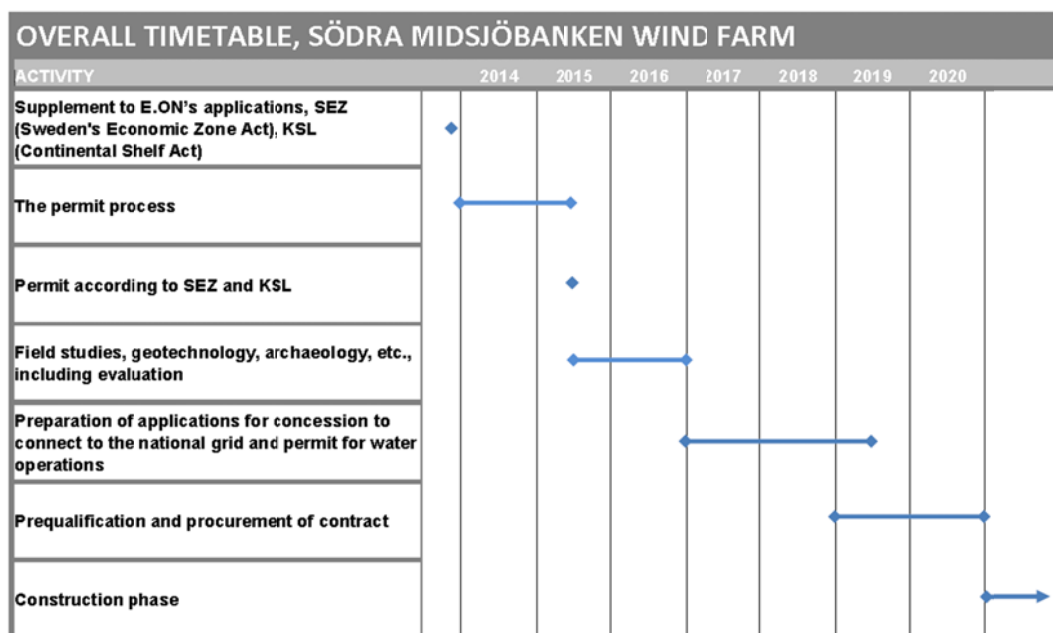 OVERALL TIMETABLE, SÖDRA MIDSJÖBANKEN WIND FARM
ACTIVITY 2014 2015 2016 2017 2018 2019 2020
Supplement to E.ON's applications, SEZ
(Sweden's Economic Zone Act), KSL
(Continental Shelf Act)
The permit process
Permit according to SEZ and KSL
Field studies, geotechnology, archaeology, etc.,
including evaluation
Preparation of applications for concession to
connect to the national grid and permit for water
operations
Prequalification and procurement of contract
Construction phase